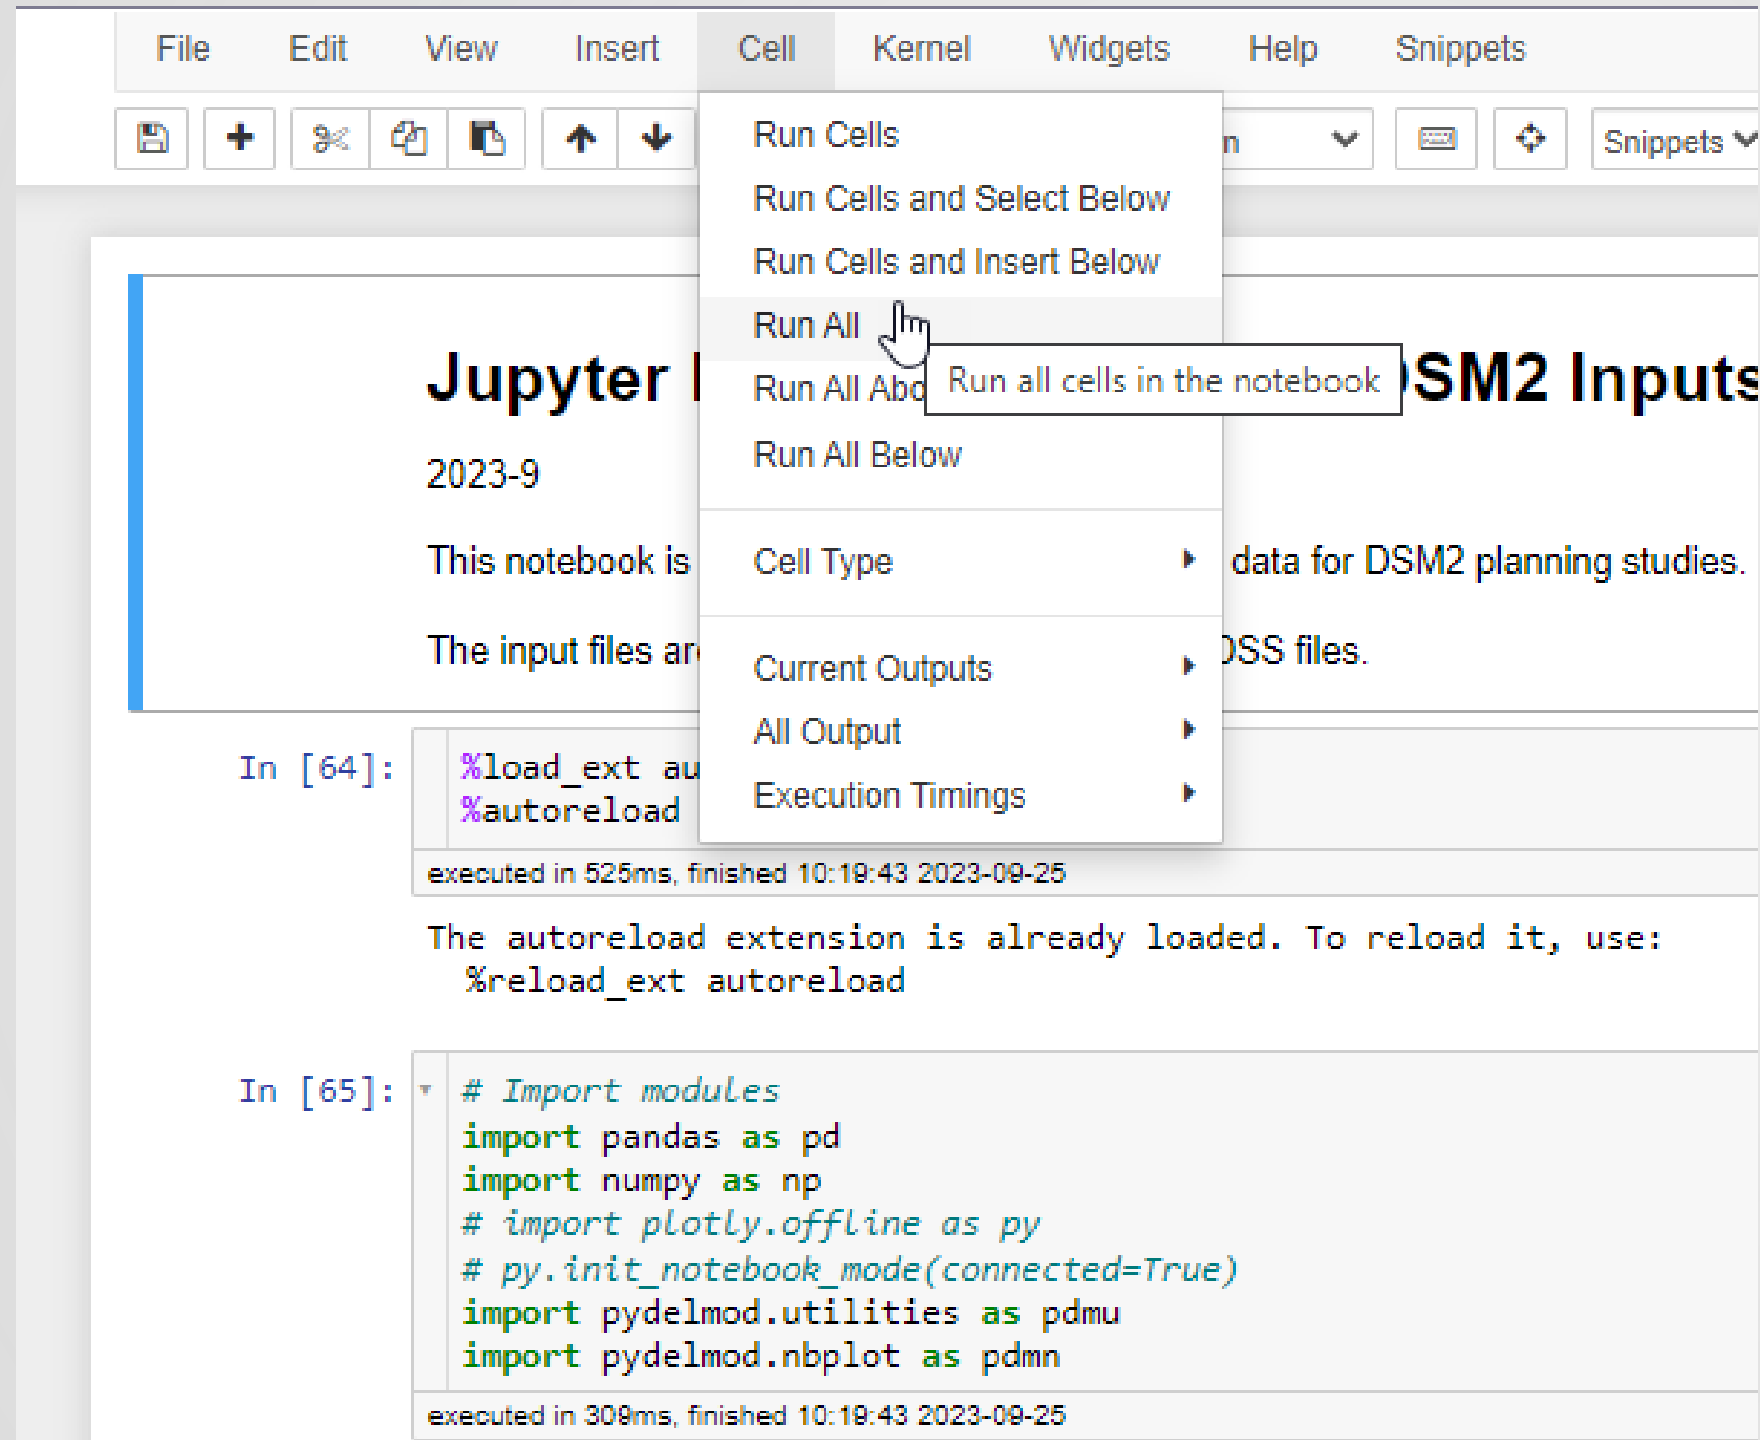 File Edit View Insert Cell Kernel Widgets Help Snippets
Snippets
Run Cells
Run Cells and Select Below
Run Cells and Insert Below
Run All
Run All
Run all cells in the notebook
Run All Below
Cell Type
Current Outputs
All Output
Execution Timings
Jupyter DSM2 Inputs
2023-9
This notebook is data for DSM2 planning studies.
The input files DSS files.
In [64]: %load_ext
%autoreload
executed in 525ms, finished 10:19:43 2023-09-25
The autoreload extension is already loaded. To reload it, use:
%reload_ext autoreload
In [65]: # Import modules
import pandas as pd
import numpy as np
# import plotly.offline as py
# py.init_notebook_mode(connected=True)
import pydelmod.utilities as pdmu
import pydelmod.nbplot as pdmn
executed in 309ms, finished 10:19:43 2023-09-25